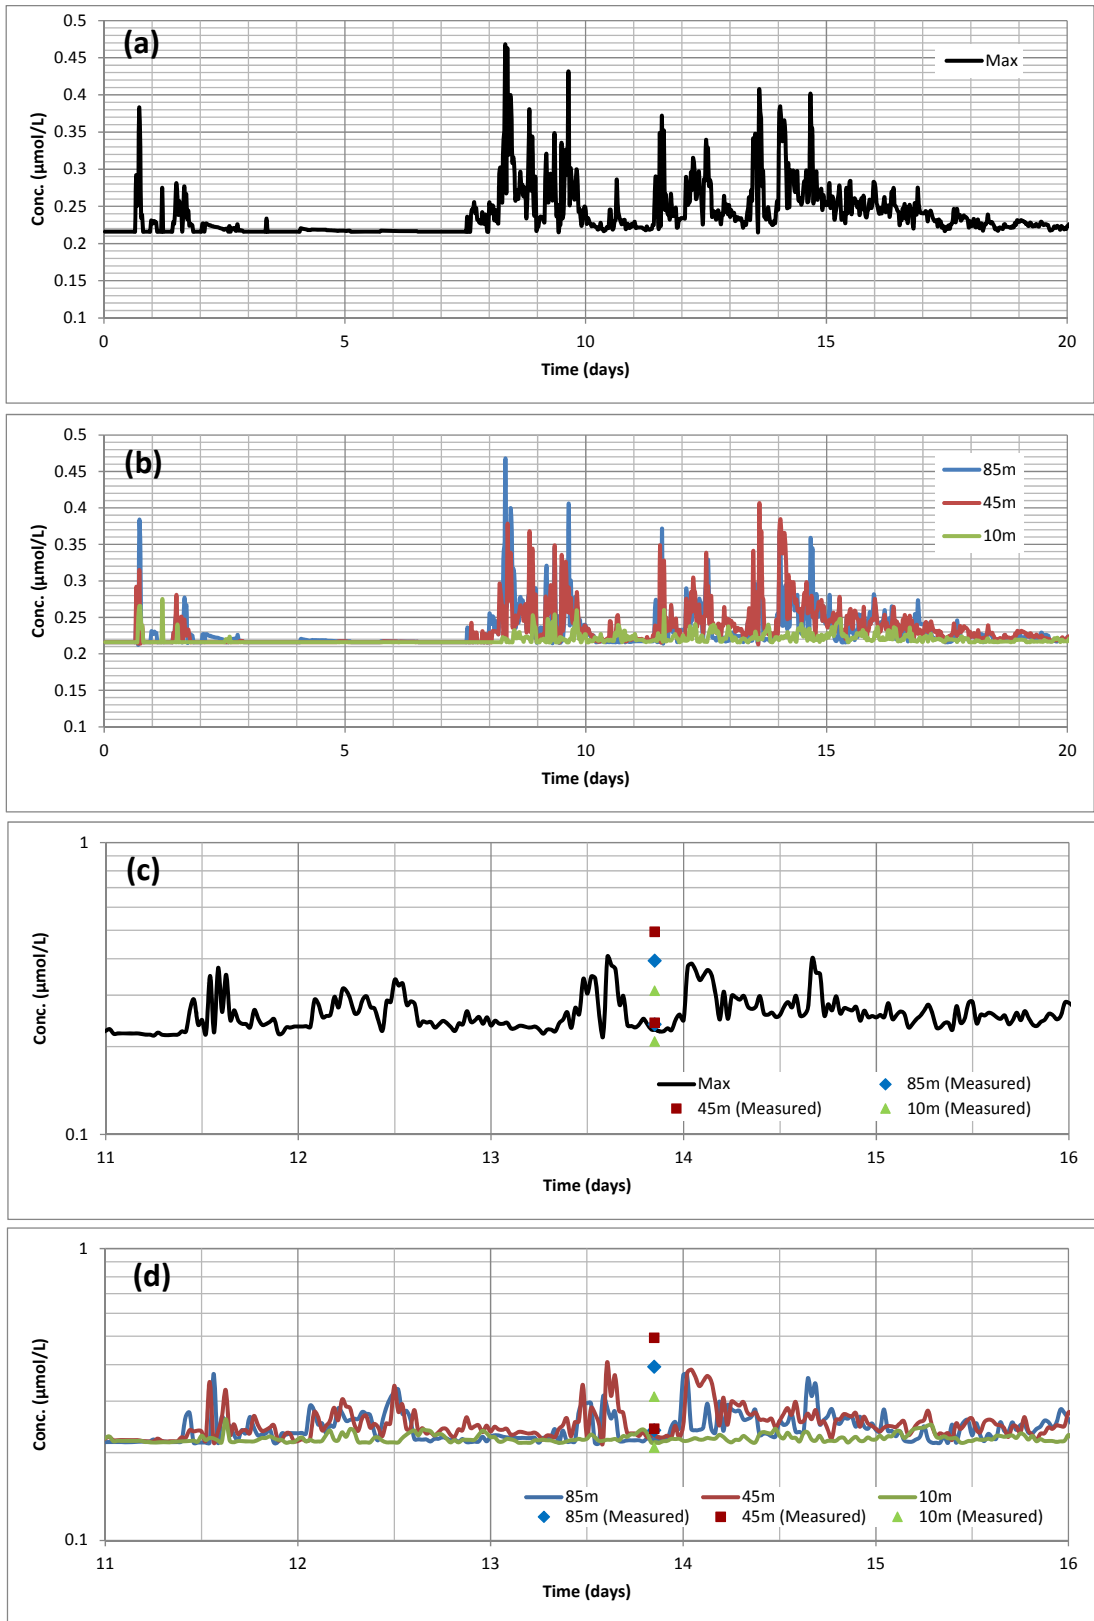 (a)
Conc. (µmol/L)
0.5
0.45
0.4
0.35
0.3
0.25
0.2
0.15
0.1
Max
0
5
10
15
20
Time (days)
(b)
Conc. (µmol/L)
0.5
0.45
0.4
0.35
0.3
0.25
0.2
0.15
0.1
85m
45m
10m
0
5
10
15
20
Time (days)
(c)
Conc. (µmol/L)
1
0.1
Max
85m (Measured)
45m (Measured)
10m (Measured)
11
12
13
14
15
16
Time (days)
(d)
Conc. (µmol/L)
1
0.1
85m
45m
10m
85m (Measured)
45m (Measured)
10m (Measured)
11
12
13
14
15
16
Time (days)